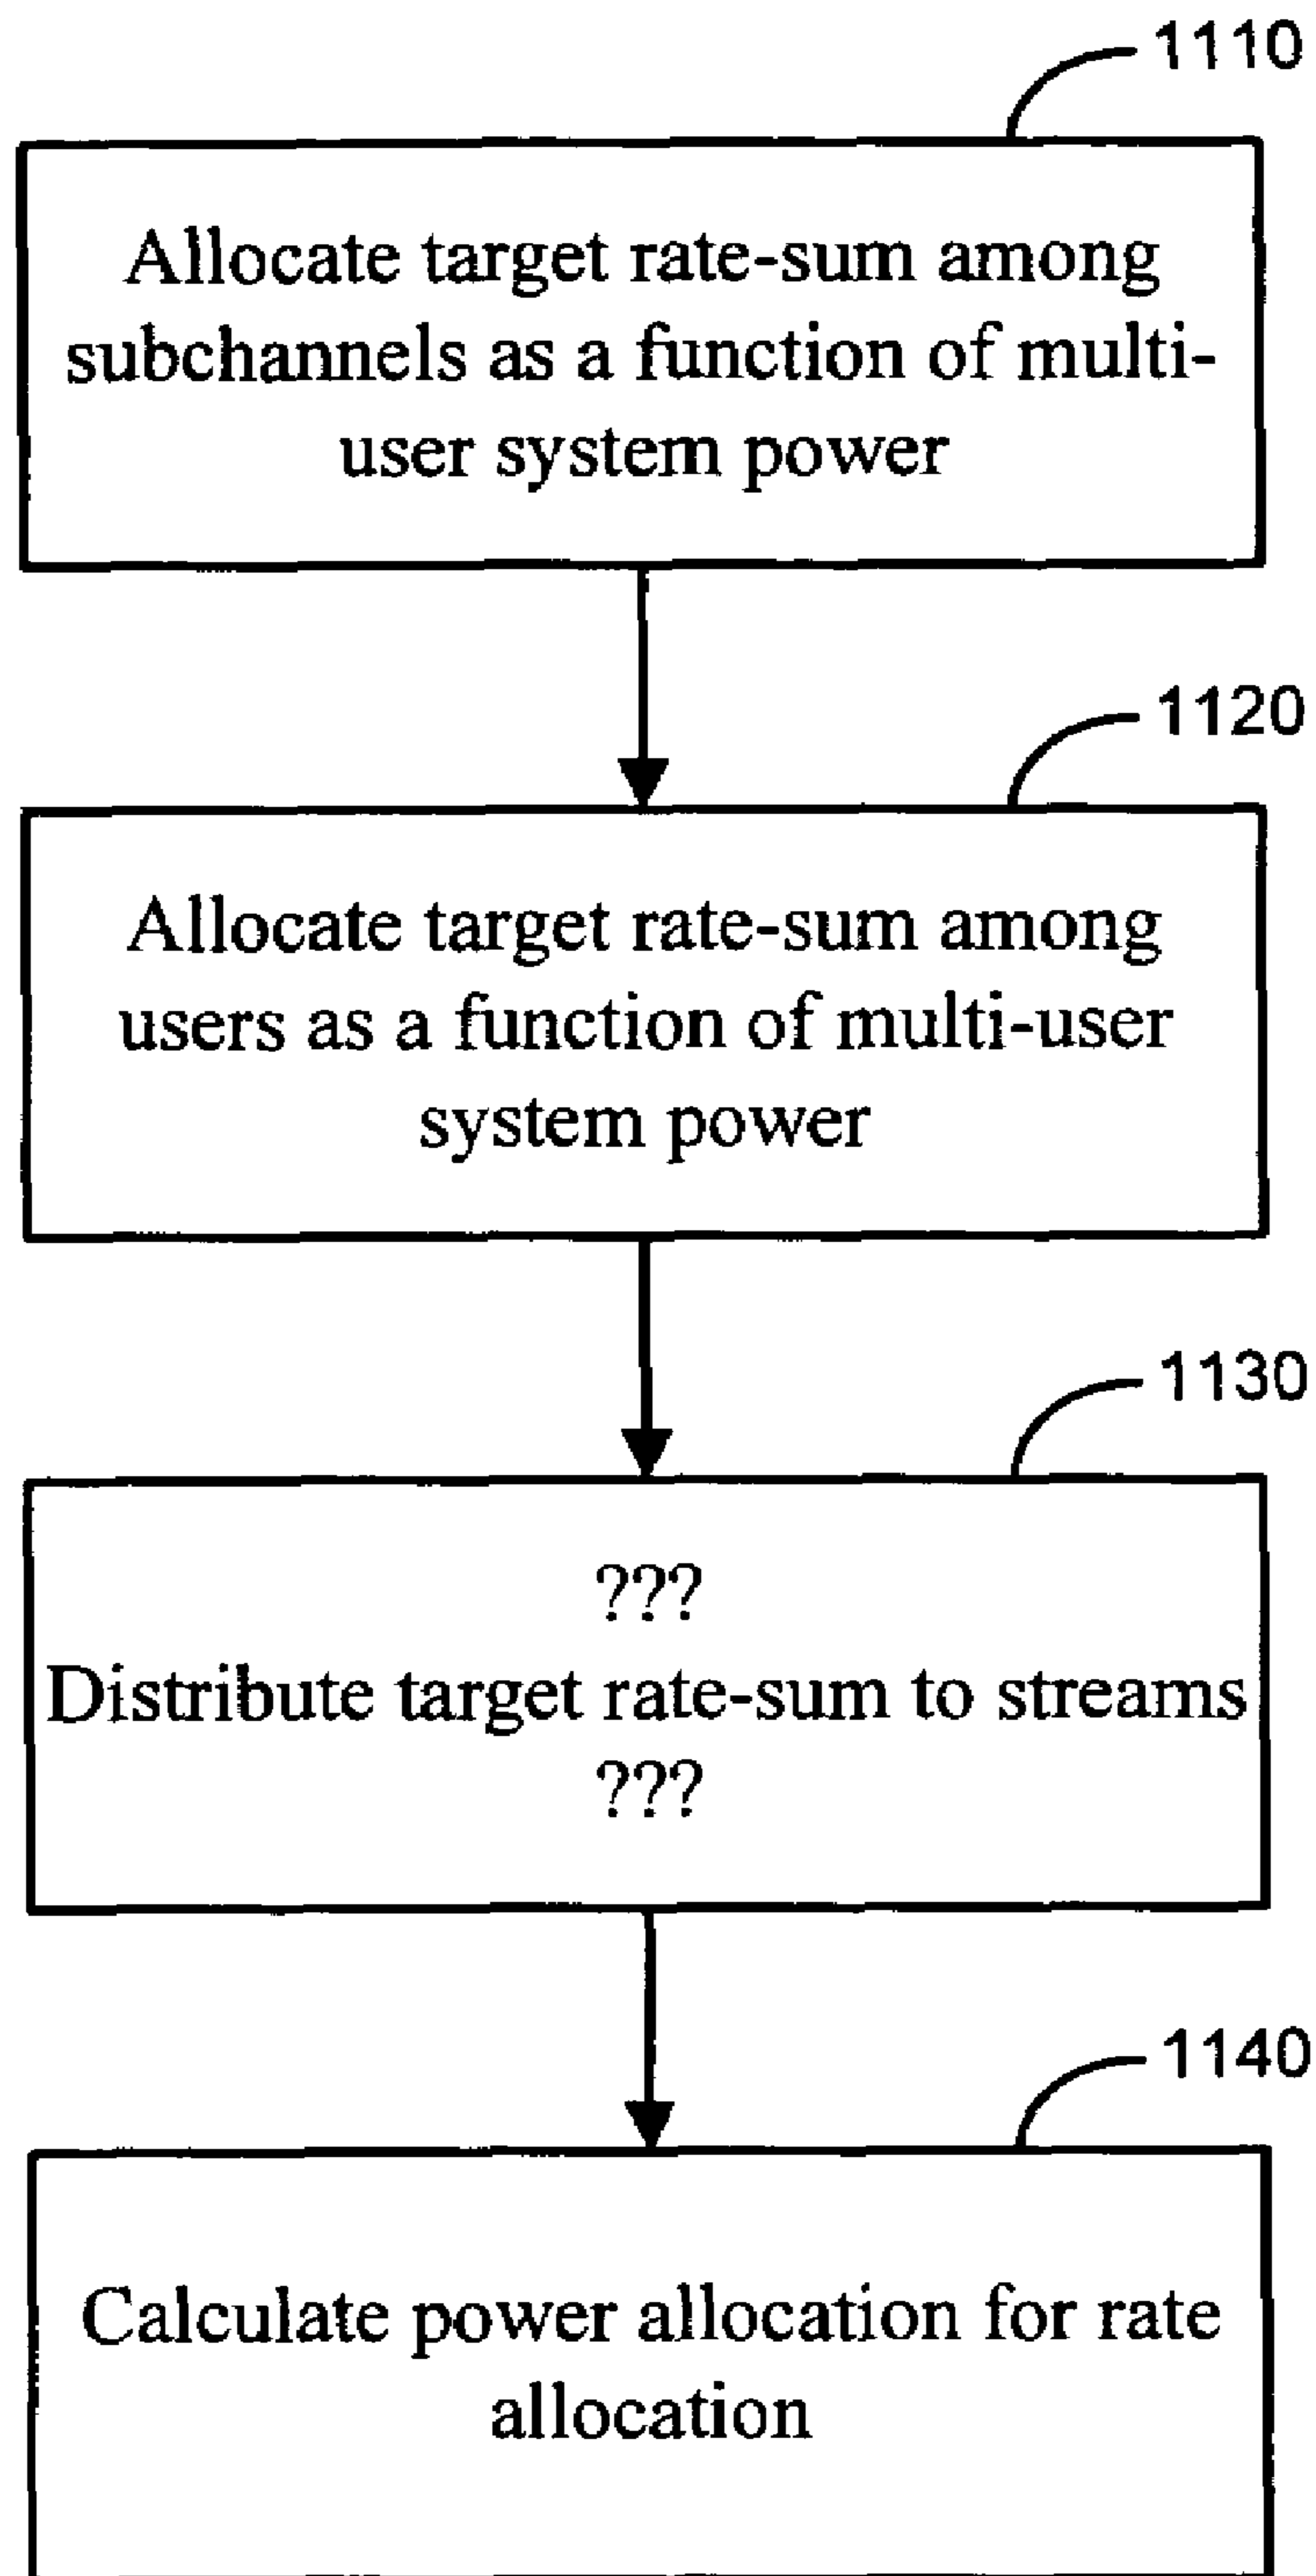 1110
Allocate target rate-sum among
subchannels as a function of multi-
user system power
1120
Allocate target rate-sum among
users as a function of multi-user
system power
1130
???
Distribute target rate-sum to streams
???
1140
Calculate power allocation for rate
allocation